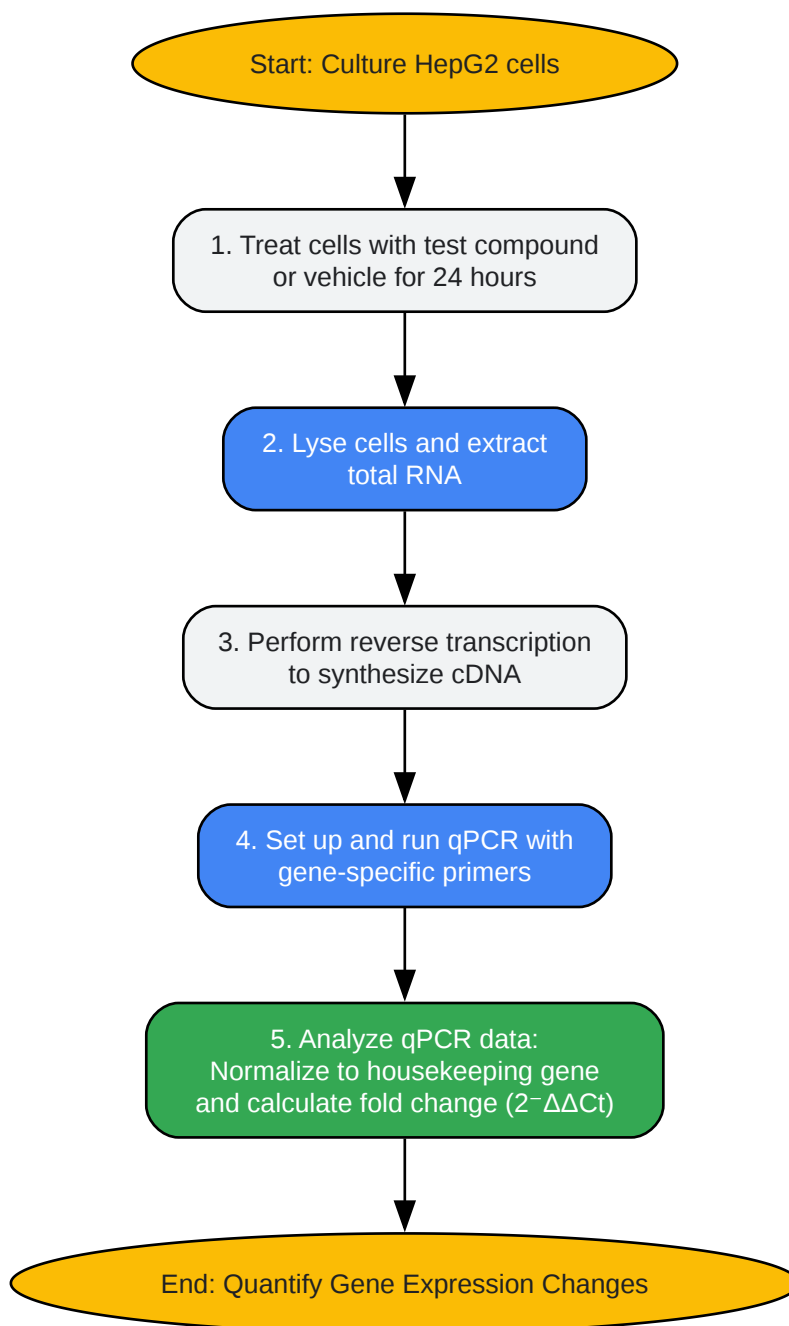 Start: Culture HepG2 cells
1. Treat cells with test compound
or vehicle for 24 hours
2. Lyse cells and extract
total RNA
3. Perform reverse transcription
to synthesize cDNA
4. Set up and run qPCR with
gene-specific primers
5. Analyze qPCR data:
Normalize to housekeeping gene
and calculate fold change (2⁻ΔΔCt)
End: Quantify Gene Expression Changes